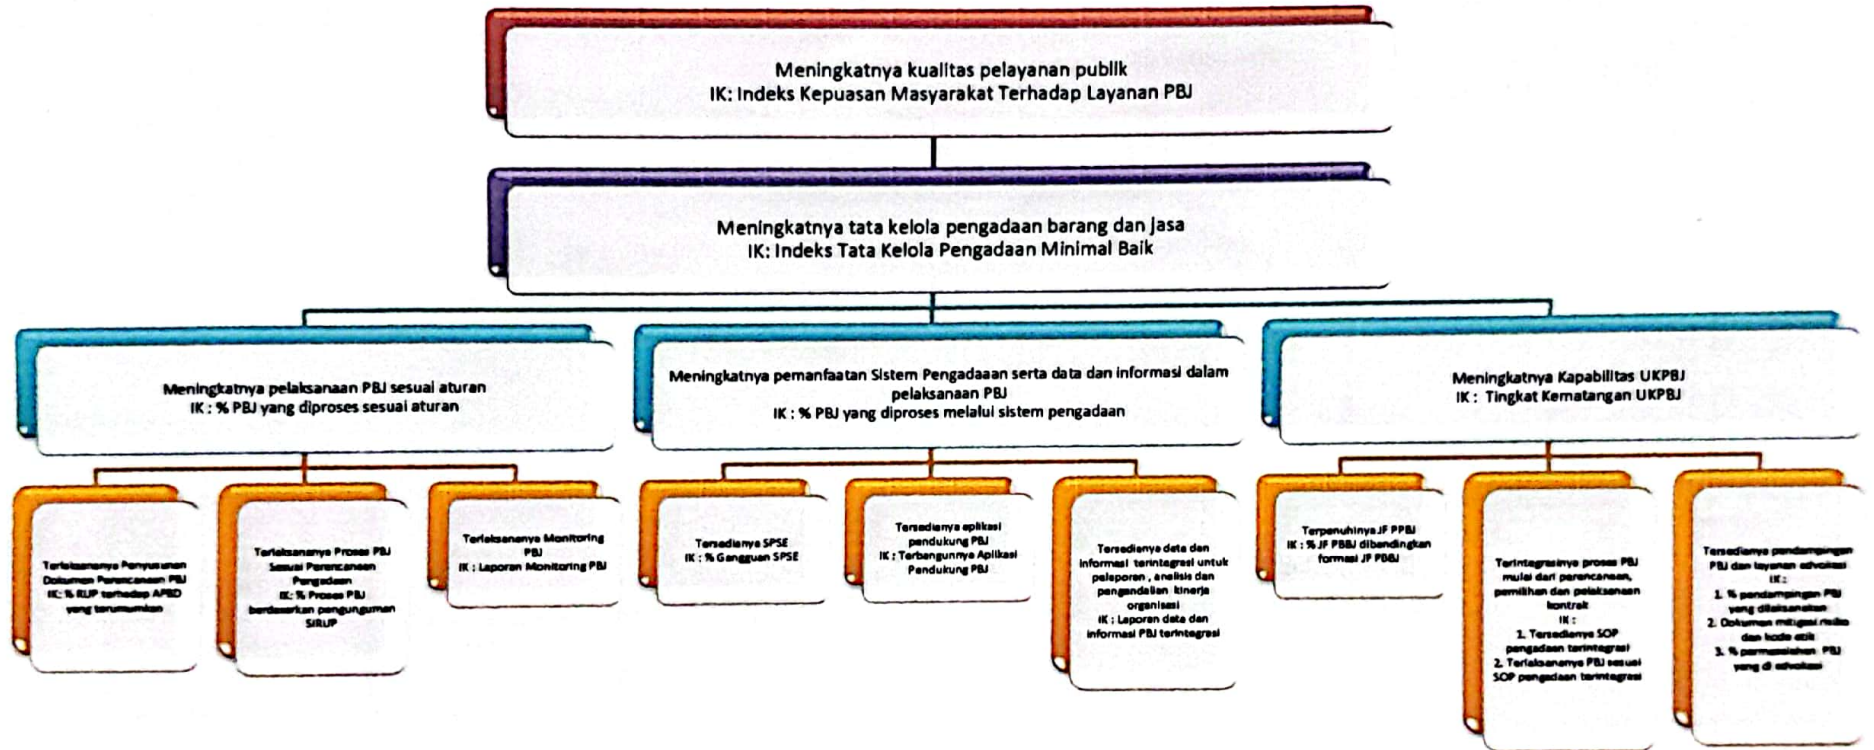 Meningkatnya kualitas pelayanan publik
IK: Indeks Kepuasan Masyarakat Terhadap Layanan PBJ
Meningkatnya tata kelola pengadaan barang dan jasa
IK: Indeks Tata Kelola Pengadaan Minimal Baik
Meningkatnya pelaksanaan PBJ sesuai aturan
IK : % PBJ yang diproses sesuai aturan
Meningkatnya pemanfaatan Sistem Pengadaaan serta data dan informasi dalam
pelaksanaan PBJ
IK : % PBJ yang diproses melalui sistem pengadaan
Meningkatnya Kapabilitas UKPBJ
IK : Tingkat Kematangan UKPBJ
Terlaksananya Penyusunan
Dokumen Perencanaan PBJ
IK: % RUP terhadap APBD
yang terumumkan
Terlaksananya Proses PBJ
Sesuai Perencanaan
Pengadaan
IK: % Proses PBJ
berdasarkan pengunguman
SIRUP
Terlaksananya Monitoring
PBJ
IK : Laporan Monitoring PBJ
Tersedianya SPSE
IK : % Gangguan SPSE
Tersedianya aplikasi
pendukung PBJ
IK : Terbangunnya Aplikasi
Pendukung PBJ
Tersedianya data dan
informasi terintegrasi untuk
pelaporan , analisis dan
pengendalian kinerja
organisasi
IK : Laporan data dan
informasi PBJ terintegrasi
Terpenuhinya JF PPBJ
IK : % JF PBBJ dibandingkan
formasi JF PBBJ
Terintegrasinya proses PBJ
mulai dari perencanaan,
pemilihan dan pelaksanaan
kontrak
IK :
1. Tersedianya SOP
pengadaan terintegrasi
2. Terlaksananya PBJ sesuai
SOP pengadaan terintegrasi
Tersedianya pendampingan
PBJ dan layanan advokasi
IK :
1. % pendampingan PBJ
yang dilaksanakan
2. Dokumen mitigasi risiko
dan kode etik
3. % permasalahan PBJ
yang di advokasi